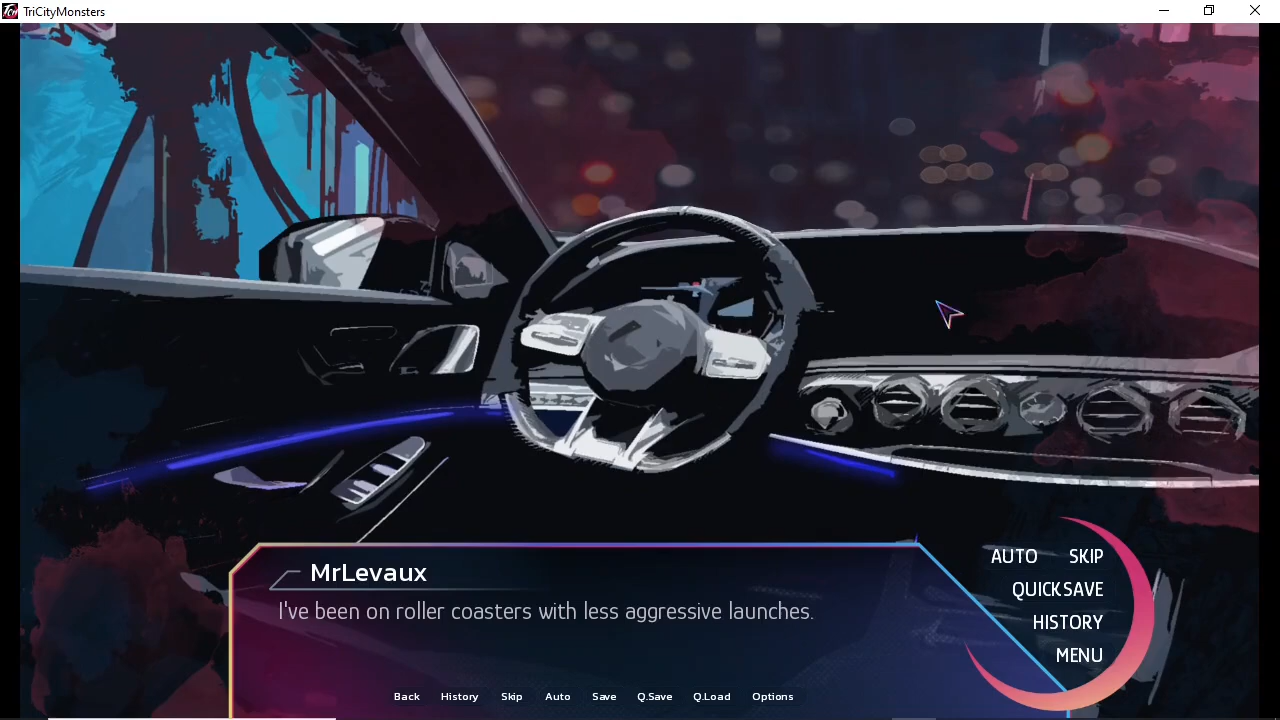 TriCityMonsters
MrLevaux
I've been on roller coasters with less aggressive launches.
AUTO SKIP
QUICKSAVE
HISTORY
MENU
Back History Skip Auto Save Q.Save Q.Load Options